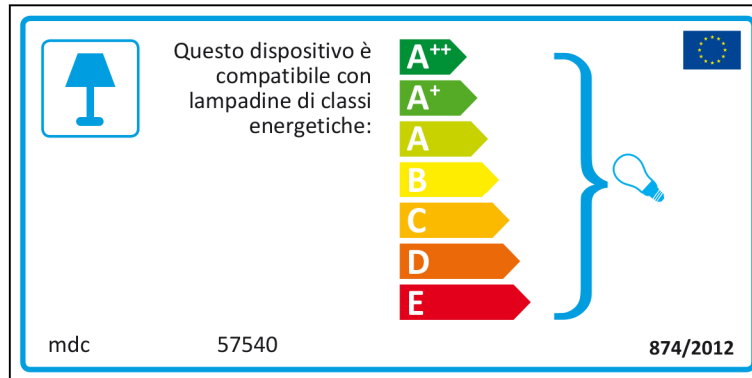 Questo dispositivo è
compatibile con
lampadine di classi
energetiche:
A++
A+
A
B
C
D
E
mdc 57540 874/2012